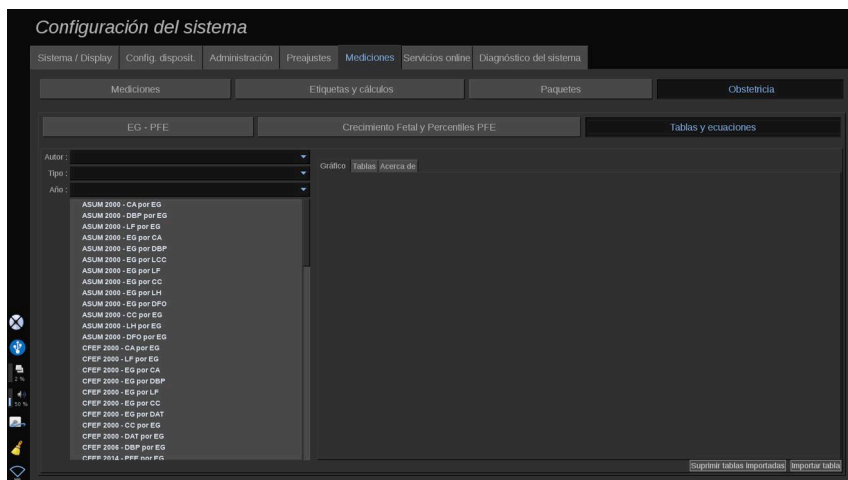 Configuración del sistema
Sistema / Display Config. disposit. Administración Preajustes Mediciones Servicios online Diagnóstico del sistema
Mediciones Etiquetas y cálculos Paquetes Obstetricia
EG - PFE Crecimiento Fetal y Percentiles PFE Tablas y ecuaciones
Autor :
Tipo :
Año :
Gráfico Tablas Acerca de
ASUM 2000 - CA por EG
ASUM 2000 - DBP por EG
ASUM 2000 - LF por EG
ASUM 2000 - EG por CA
ASUM 2000 - EG por DBP
ASUM 2000 - EG por LCC
ASUM 2000 - EG por LF
ASUM 2000 - EG por CC
ASUM 2000 - EG por LH
ASUM 2000 - EG por DFO
ASUM 2000 - CC por EG
ASUM 2000 - LH por EG
ASUM 2000 - DFO por EG
CFEF 2000 - CA por EG
CFEF 2000 - LF por EG
CFEF 2000 - EG por CA
CFEF 2000 - EG por DBP
CFEF 2000 - EG por LF
CFEF 2000 - EG por CC
CFEF 2000 - EG por DAT
CFEF 2000 - CC por EG
CFEF 2000 - DAT por EG
CFEF 2006 - DBP por EG
CFEF 2014 - PFE por EG
2 %
50 %
Suprimir tablas importadas Importar tabla